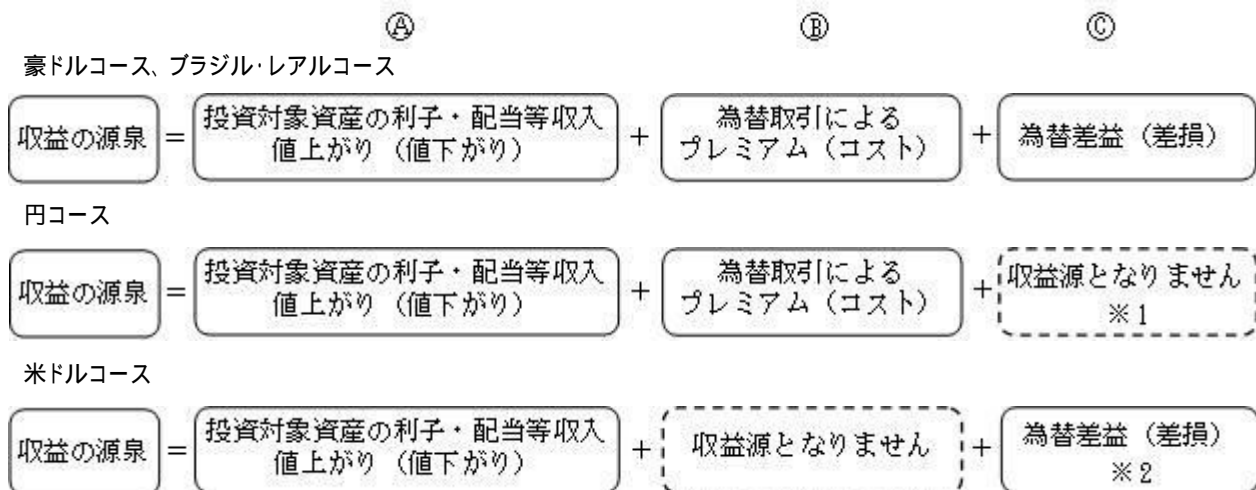 Ⓐ Ⓑ Ⓒ
豪ドルコース、ブラジル・レアルコース
収益の源泉 = 投資対象資産の利子・配当等収入 値上がり（値下がり） + 為替取引による プレミアム（コスト） + 為替差益（差損）
円コース
収益の源泉 = 投資対象資産の利子・配当等収入 値上がり（値下がり） + 為替取引による プレミアム（コスト） + 収益源となりません ※1
米ドルコース
収益の源泉 = 投資対象資産の利子・配当等収入 値上がり（値下がり） + 収益源となりません + 為替差益（差損） ※2